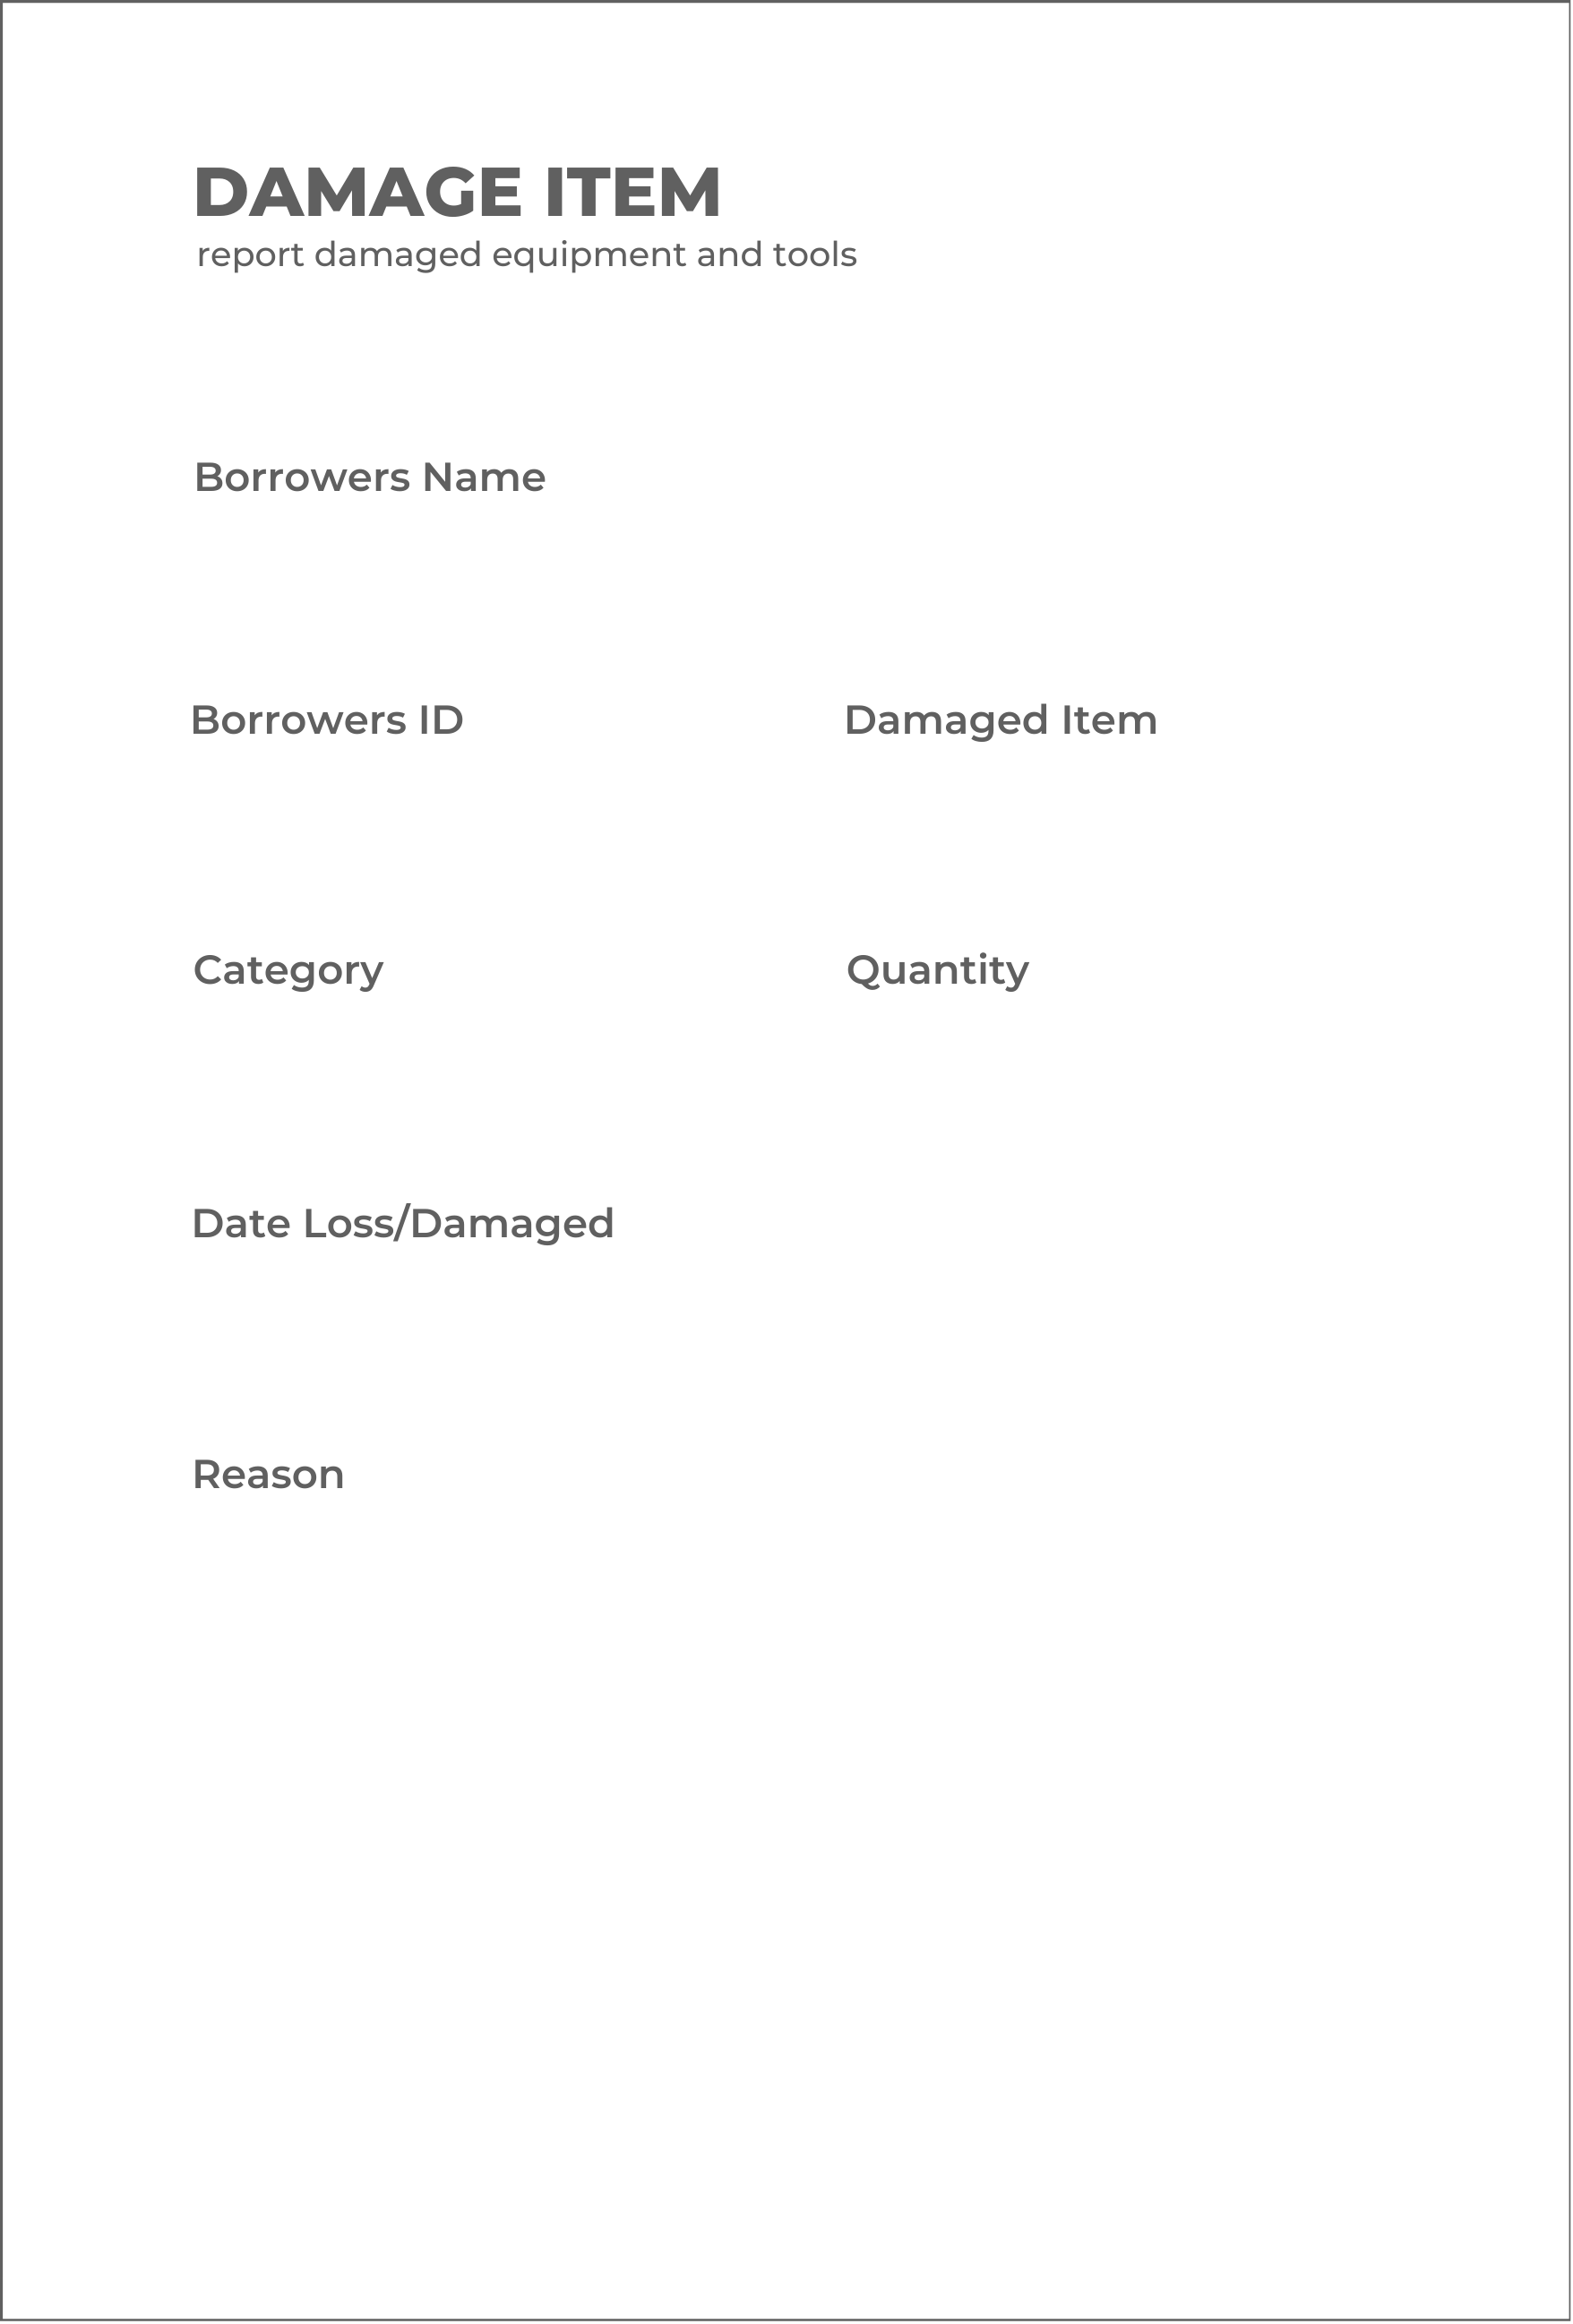 DAMAGE ITEM
report damaged equipment and tools
Borrowers Name
Borrowers ID
Damaged Item
Category
Quantity
Date Loss/Damaged
Reason